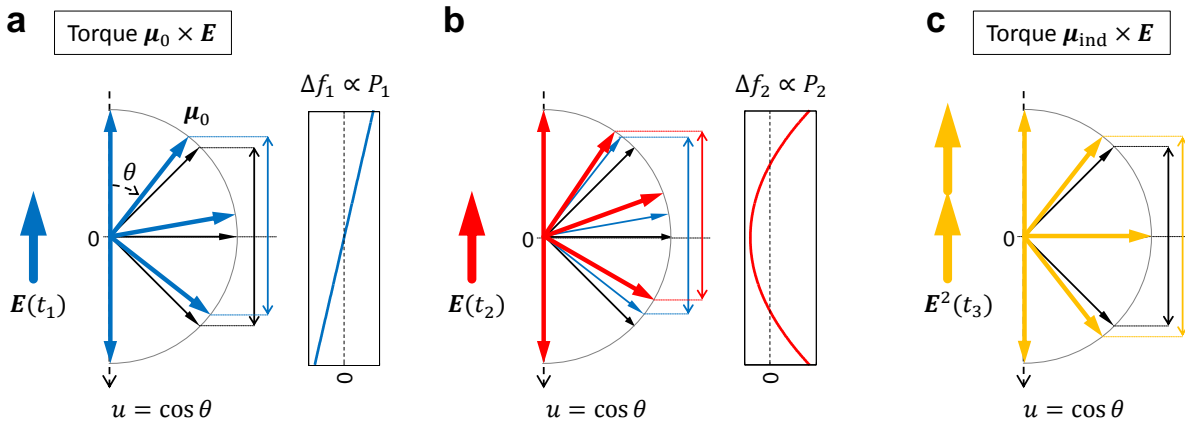 a
Torque μ₀ × E
Δf₁ ∝ P₁
μ₀
θ
0
E(t₁)
0
u = cos θ
b
Δf₂ ∝ P₂
0
E(t₂)
0
u = cos θ
c
Torque μ_ind × E
0
E²(t₃)
u = cos θ